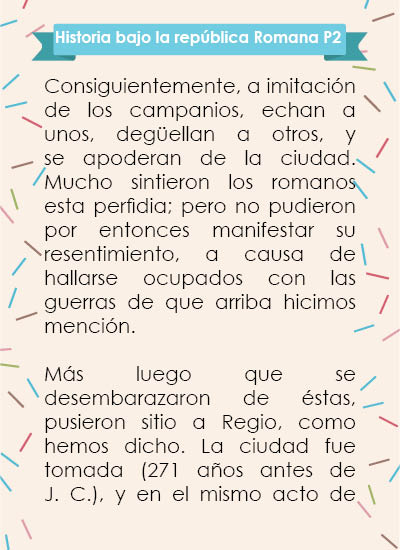 Historia bajo la república Romana P2
Consiguientemente, a imitación
de los campanios, echan a
unos, degüellan a otros, y
se apoderan de la ciudad.
Mucho sintieron los romanos
esta perfidia; pero no pudieron
por entonces manifestar su
resentimiento, a causa de
hallarse ocupados con las
guerras de que arriba hicimos
mención.
Más luego que se
desembarazaron de éstas,
pusieron sitio a Regio, como
hemos dicho. La ciudad fue
tomada (271 años antes de
J. C.), y en el mismo acto de